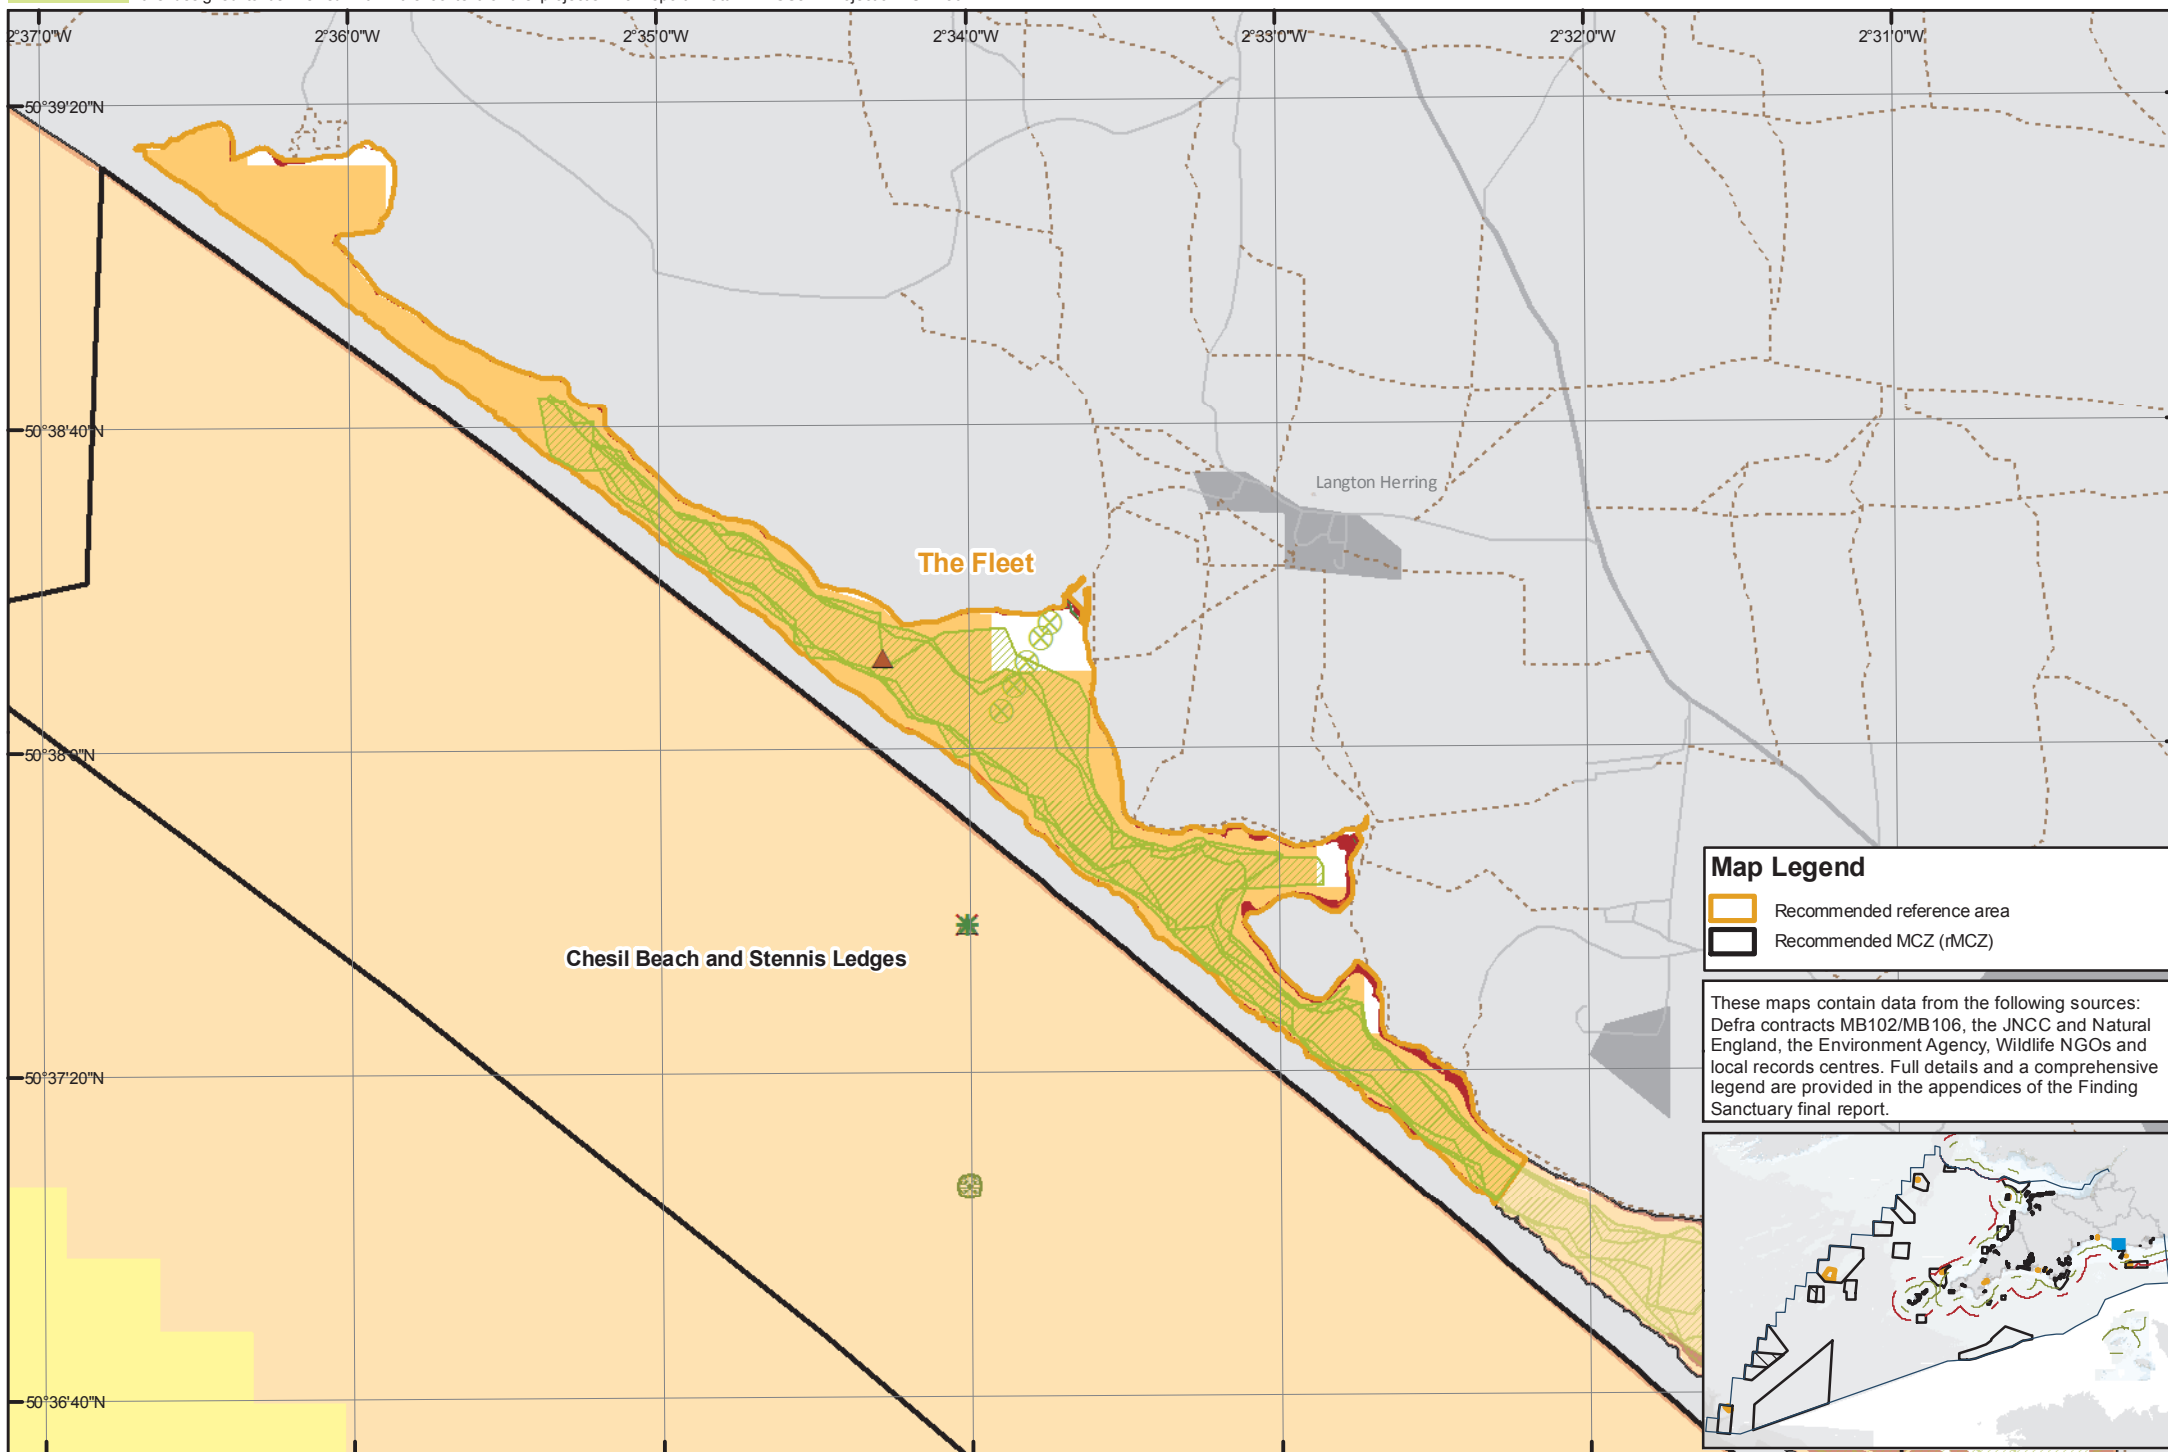 2°37'0"W
2°36'0"W
2°35'0"W
2°34'0"W
2°33'0"W
2°32'0"W
2°31'0"W
50°39'20"N
50°38'40"N
Langton Herring
The Fleet
50°38'0"N
Chesil Beach and Stennis Ledges
50°37'20"N
50°36'40"N
Map Legend
Recommended reference area
Recommended MCZ (rMCZ)
These maps contain data from the following sources:
Defra contracts MB102/MB106, the JNCC and Natural
England, the Environment Agency, Wildlife NGOs and
local records centres. Full details and a comprehensive
legend are provided in the appendices of the Finding
Sanctuary final report.